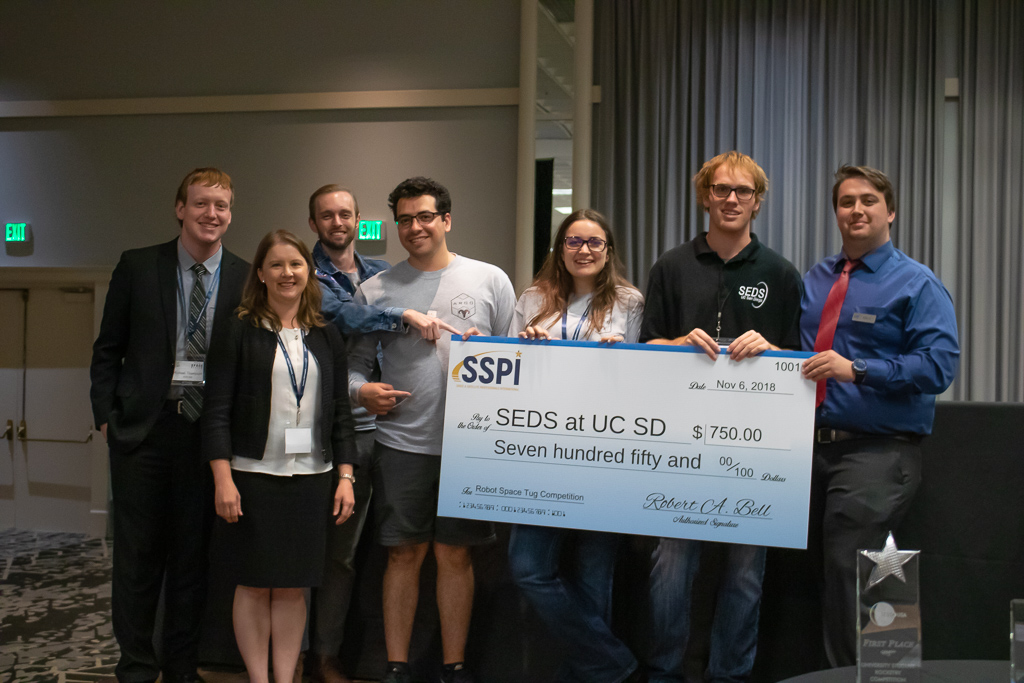 EXIT
EXIT
SEDS
1001
SSPI
Date Nov 6, 2018
Pay to
the Order of SEDS at UC SD $ 750.00
Seven hundred fifty and 00/100 Dollars
For Robot Space Tug Competition
Robert A. Bell
Authorized Signature
FIRST PLACE